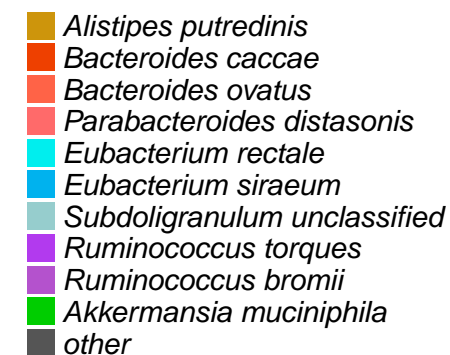 Alistipes putredinis
Bacteroides caccae
Bacteroides ovatus
Parabacteroides distasonis
Eubacterium rectale
Eubacterium siraeum
Subdoligranulum unclassified
Ruminococcus torques
Ruminococcus bromii
Akkermansia muciniphila
other